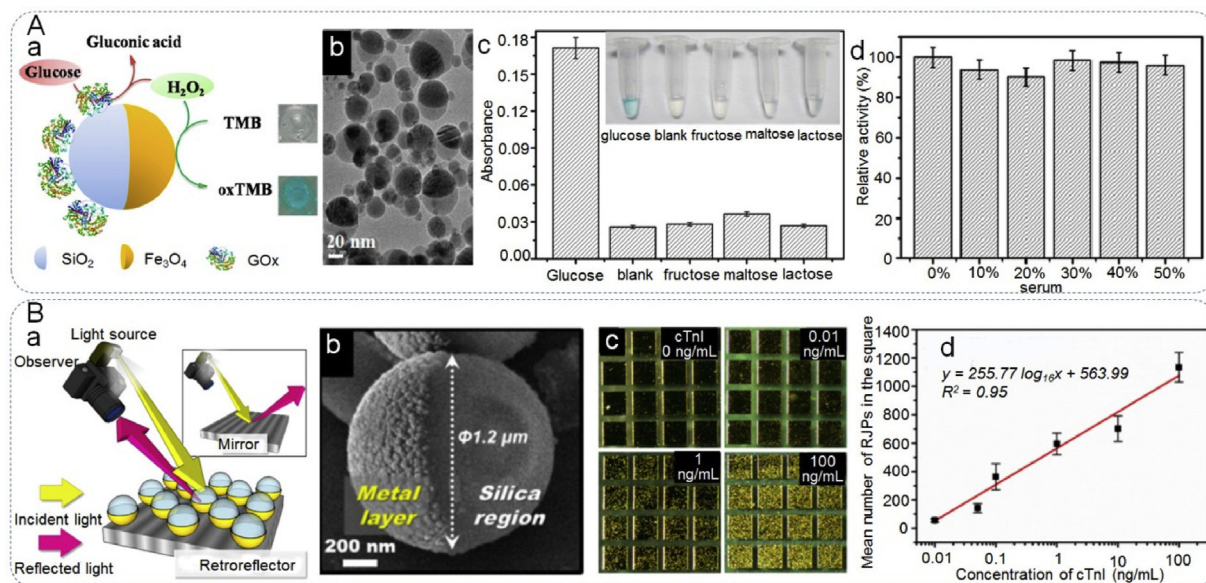 A
a
Gluconic acid
Glucose
H₂O₂
TMB
oxTMB
SiO₂
Fe₃O₄
GOx
b
20 nm
c
0.18
0.15
0.12
0.09
0.06
0.03
0.00
Absorbance
glucose blank fructose maltose lactose
Glucose blank fructose maltose lactose
d
100
80
60
40
20
0
Relative activity (%)
0% 10% 20% 30% 40% 50%
serum
B
a
Light source
Observer
Mirror
Incident light
Reflected light
Retroreflector
b
Φ1.2 μm
Metal
layer
Silica
region
200 nm
c
cTnI
0 ng/mL
0.01
ng/mL
1
ng/mL
100
ng/mL
d
1400
1200
1000
800
600
400
200
0
Mean number of RJPs in the square
y = 255.77 log₁₆x + 563.99
R² = 0.95
0.01 0.1 1 10 100
Concentration of cTnI (ng/mL)